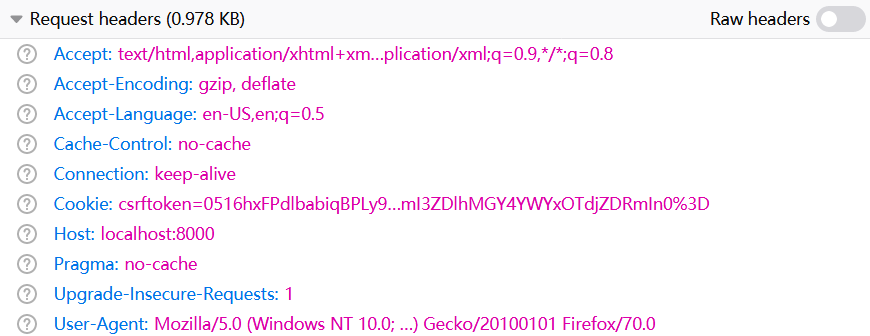 Request headers (0.978 KB) Raw headers
Accept: text/html,application/xhtml+xm…plication/xml;q=0.9,*/*;q=0.8
Accept-Encoding: gzip, deflate
Accept-Language: en-US,en;q=0.5
Cache-Control: no-cache
Connection: keep-alive
Cookie: csrftoken=0516hxFPdlbabiqBPLy9…mI3ZDlhMGY4YWYxOTdjZDRmIn0%3D
Host: localhost:8000
Pragma: no-cache
Upgrade-Insecure-Requests: 1
User-Agent: Mozilla/5.0 (Windows NT 10.0; …) Gecko/20100101 Firefox/70.0